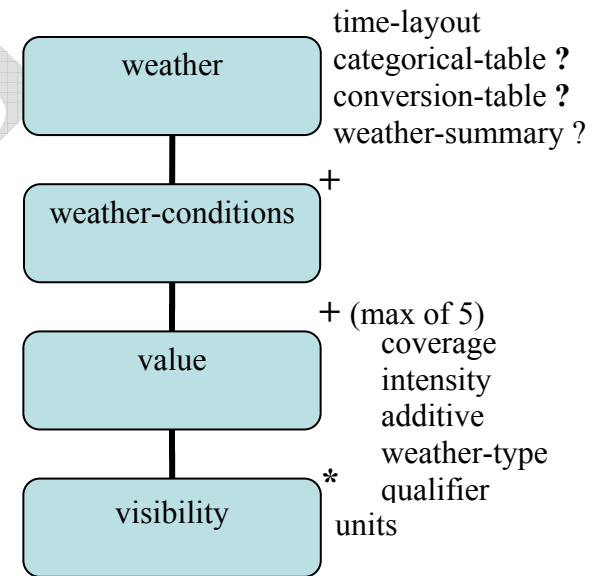 time-layout
weather
categorical-table ?
conversion-table ?
weather-summary ?
+
weather-conditions
+ (max of 5)
value
coverage
intensity
additive
weather-type
* qualifier
visibility
units